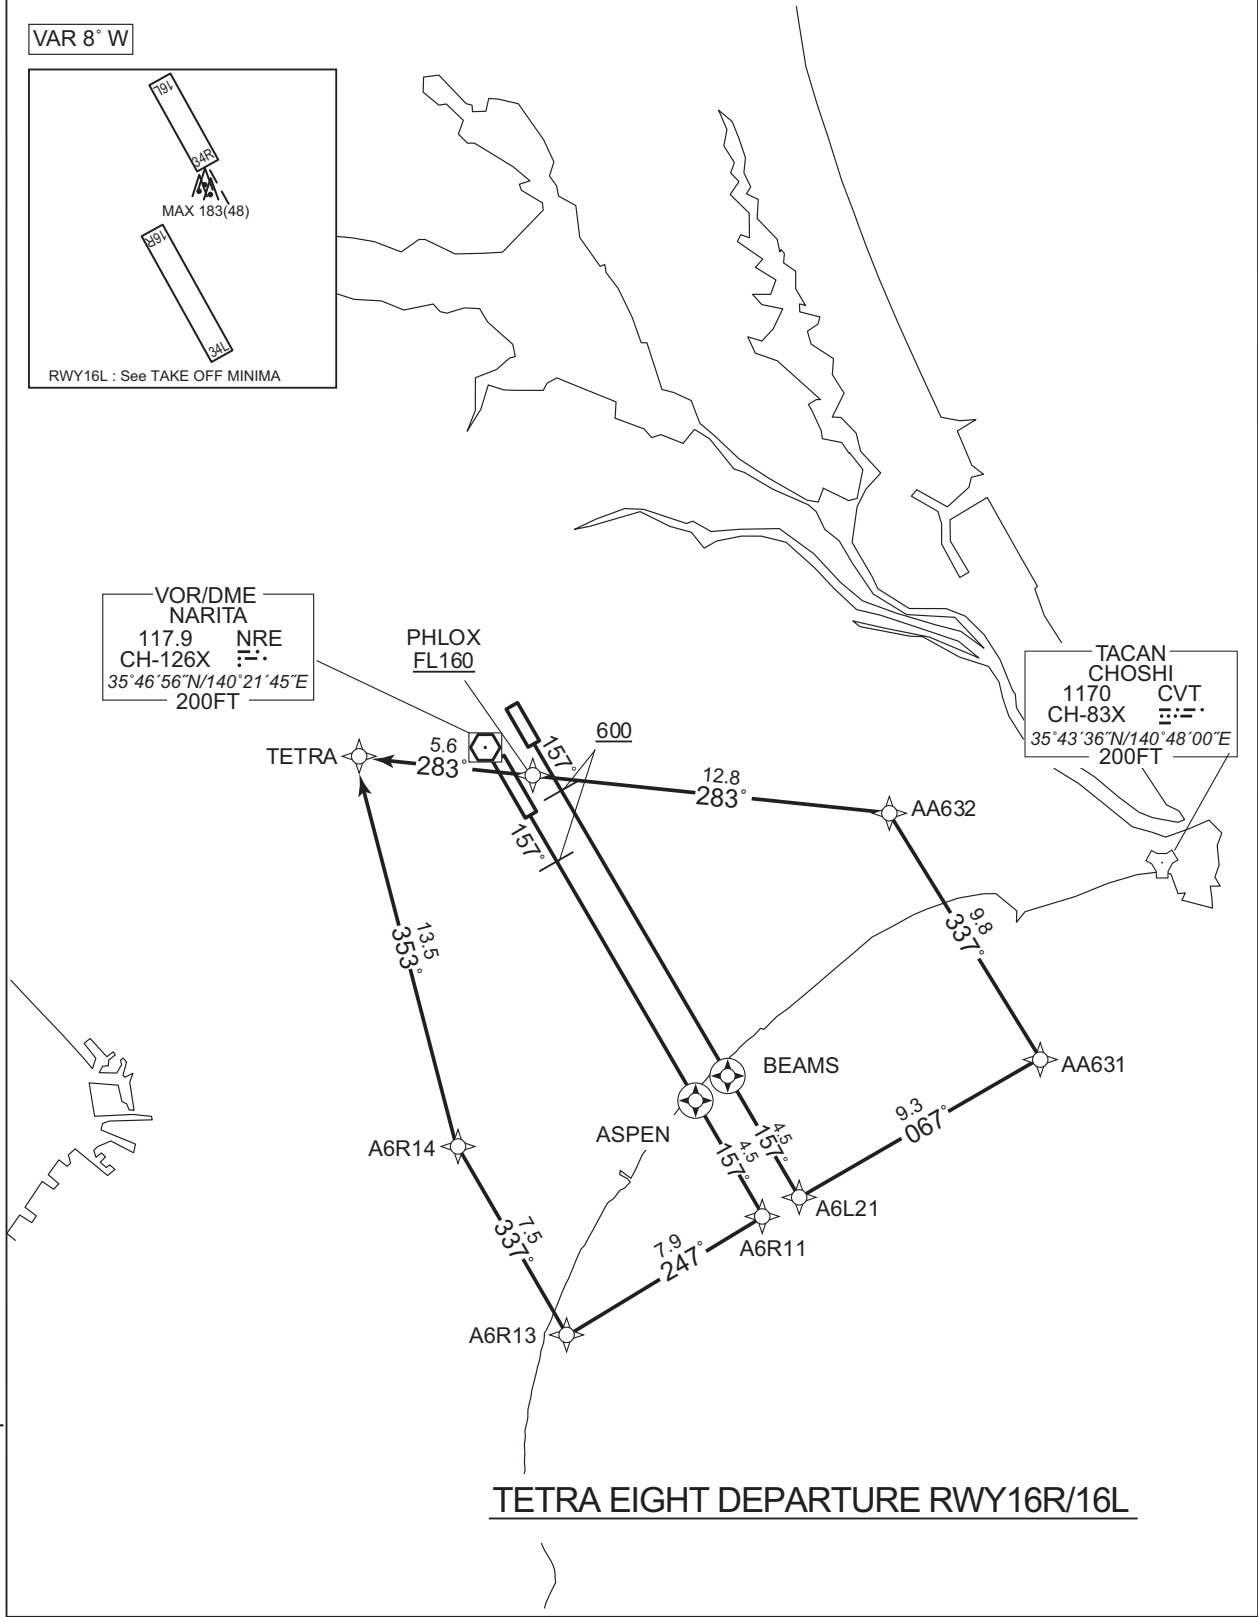 VAR 8° W
16L
34R
MAX 183(48)
16R
34L
RWY16L : See TAKE OFF MINIMA
VOR/DME
NARITA
117.9 NRE
CH-126X
35°46´56˝N/140°21´45˝E
200FT
PHLOX
FL160
TACAN
CHOSHI
1170 CVT
CH-83X
35°43´36˝N/140°48´00˝E
200FT
600
TETRA
5.6
283°
157°
12.8
283°
AA632
157°
9.8
337°
13.5
353°
BEAMS
AA631
9.3
067°
ASPEN
4.5
157°
4.5
157°
A6R14
A6L21
A6R11
7.5
337°
7.9
247°
A6R13
TETRA EIGHT DEPARTURE RWY16R/16L